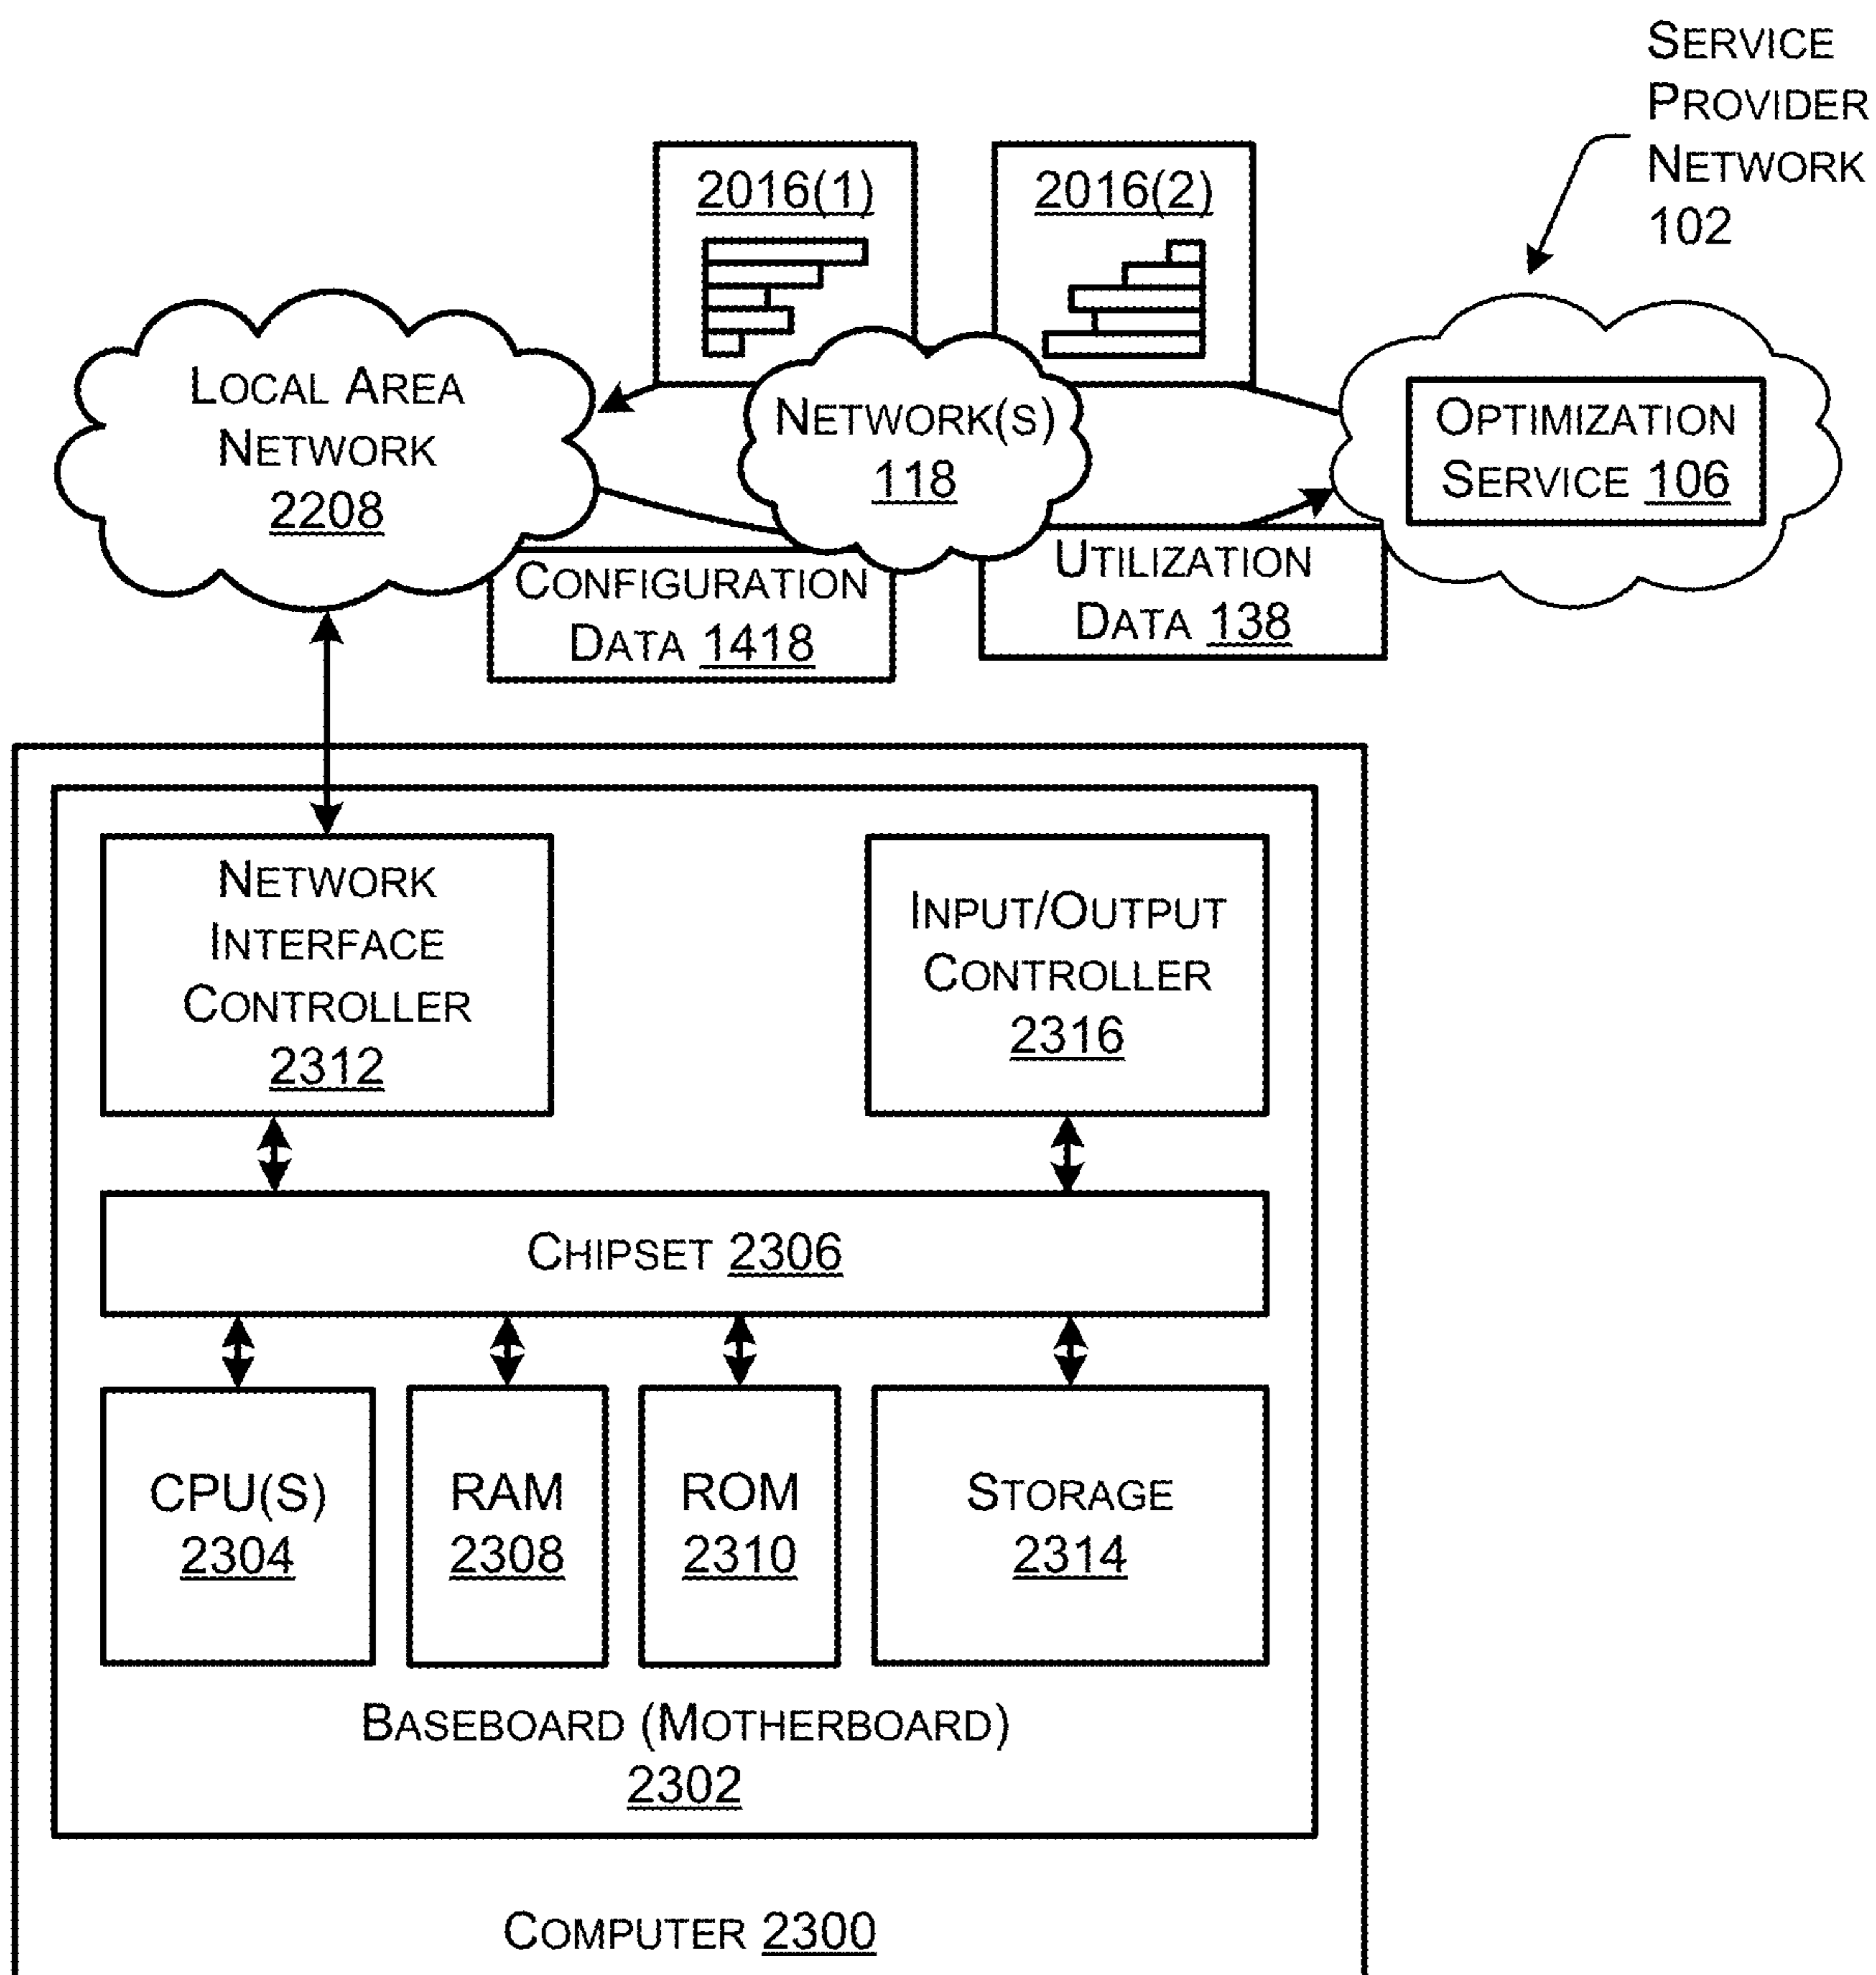 SERVICE
PROVIDER
NETWORK
102
2016(1)
2016(2)
LOCAL AREA
NETWORK
2208
NETWORK(S)
118
OPTIMIZATION
SERVICE 106
CONFIGURATION
DATA 1418
UTILIZATION
DATA 138
NETWORK
INTERFACE
CONTROLLER
2312
INPUT/OUTPUT
CONTROLLER
2316
CHIPSET 2306
CPU(S)
2304
RAM
2308
ROM
2310
STORAGE
2314
BASEBOARD (MOTHERBOARD)
2302
COMPUTER 2300